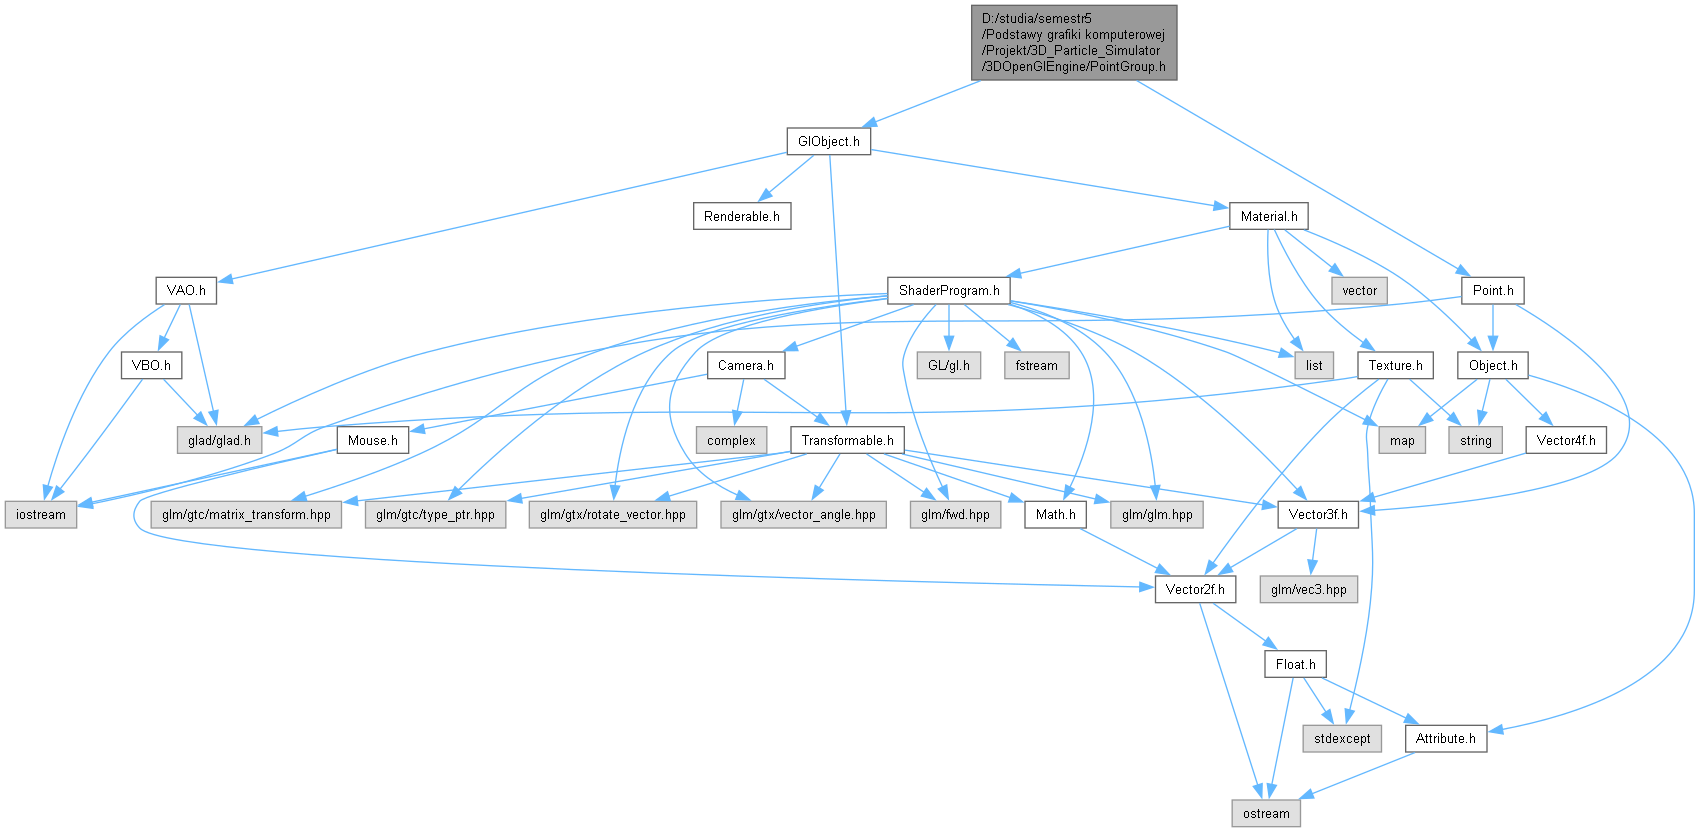 D:/studia/semestr5
/Podstawy grafiki komputerowej
/Projekt/3D_Particle_Simulator
/3DOpenGlEngine/PointGroup.h
GlObject.h
Renderable.h
Material.h
VAO.h
ShaderProgram.h
vector
Point.h
VBO.h
Camera.h
GL/gl.h
fstream
list
Texture.h
Object.h
glad/glad.h
Mouse.h
complex
Transformable.h
map
string
Vector4f.h
iostream
glm/gtc/matrix_transform.hpp
glm/gtc/type_ptr.hpp
glm/gtx/rotate_vector.hpp
glm/gtx/vector_angle.hpp
glm/fwd.hpp
Math.h
glm/glm.hpp
Vector3f.h
Vector2f.h
glm/vec3.hpp
Float.h
stdexcept
Attribute.h
ostream